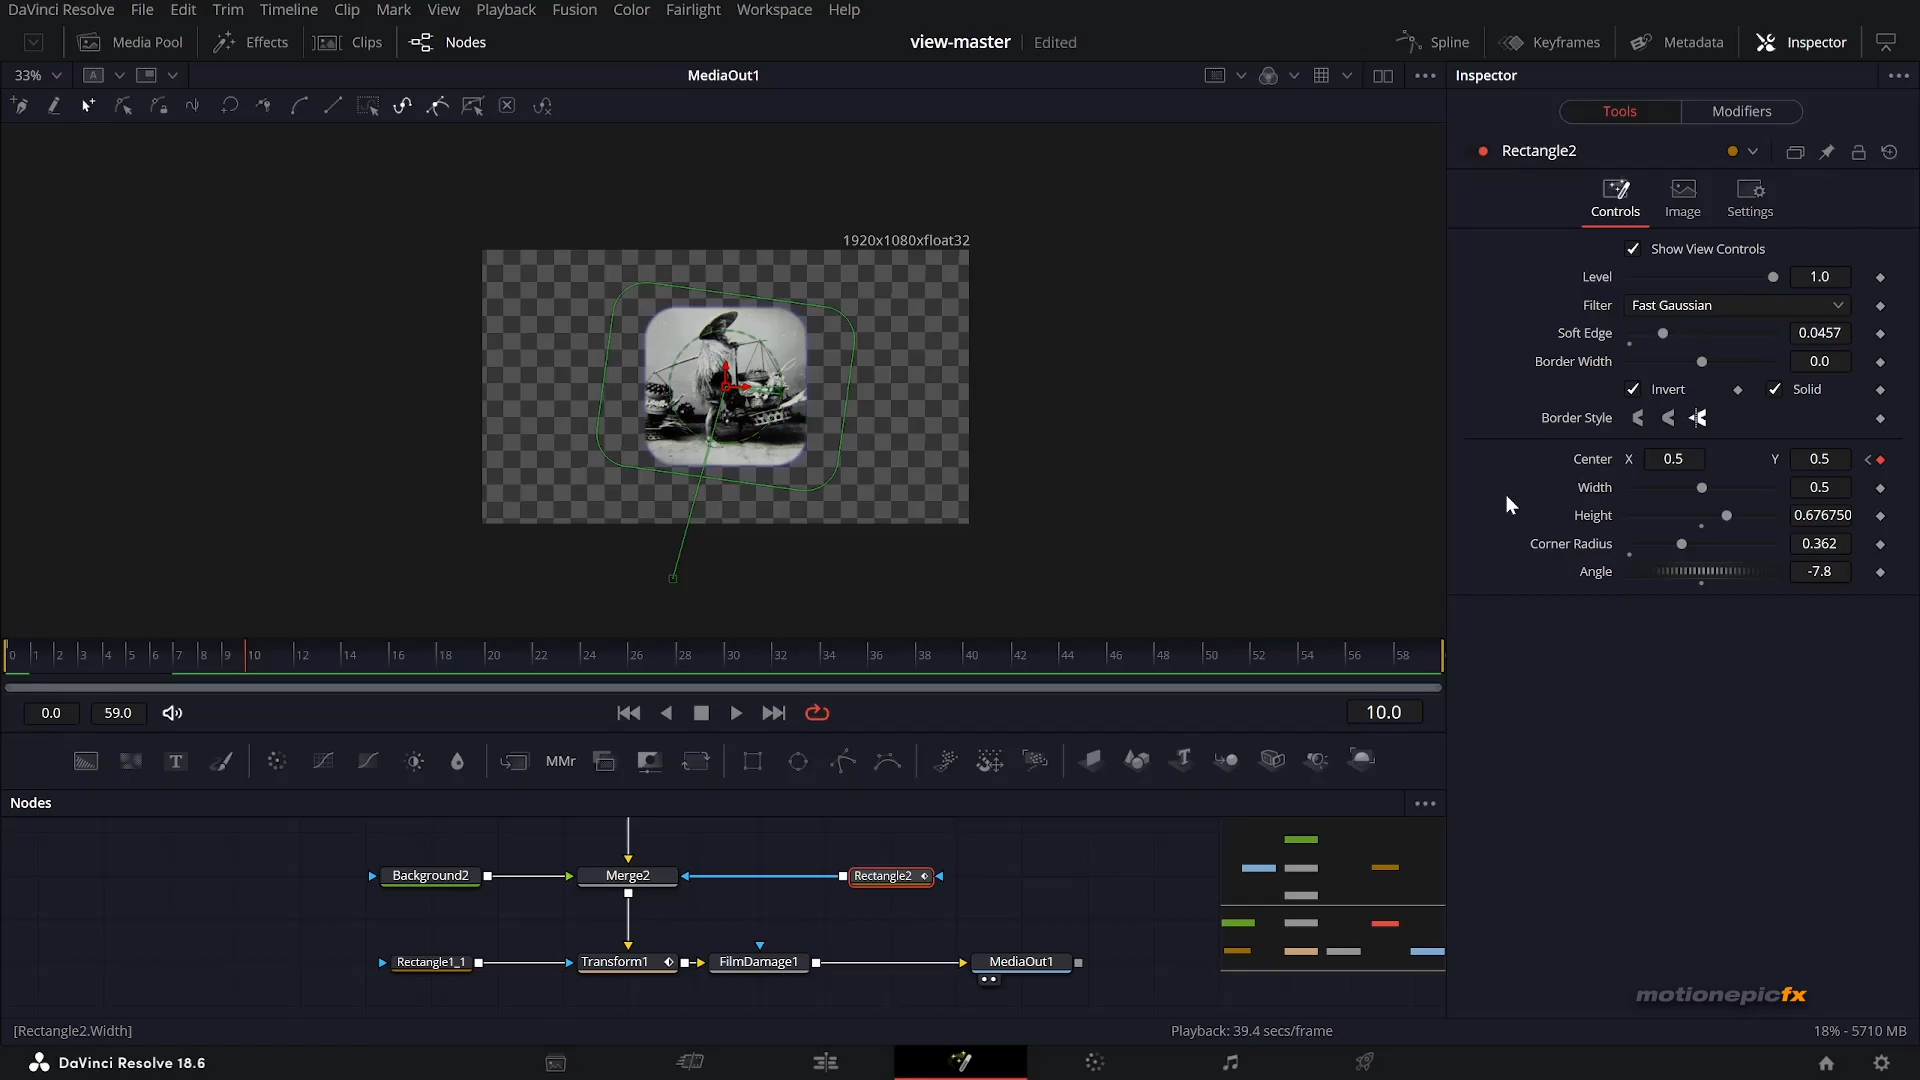 DaVinci Resolve File Edit Trim Timeline Clip Mark View Playback Fusion Color Fairlight Workspace Help
Media Pool Effects Clips Nodes view-master Edited Spline Keyframes Metadata Inspector
33% A MediaOut1 Inspector
Tools Modifiers
Rectangle2
Controls Image Settings
1920x1080xfloat32
Show View Controls
Level 1.0
Filter Fast Gaussian
Soft Edge 0.0457
Border Width 0.0
Invert Solid
Border Style
Center X 0.5 Y 0.5
Width 0.5
Height 0.676750
Corner Radius 0.362
Angle -7.8
0 1 2 3 4 5 6 7 8 9 10 12 14 16 18 20 22 24 26 28 30 32 34 36 38 40 42 44 46 48 50 52 54 56 58
0.0 59.0 10.0
T MMr T
Nodes
Background2 Merge2 Rectangle2
Rectangle1_1 Transform1 FilmDamage1 MediaOut1
motionepicfx
[Rectangle2.Width] Playback: 39.4 secs/frame 18% - 5710 MB
DaVinci Resolve 18.6